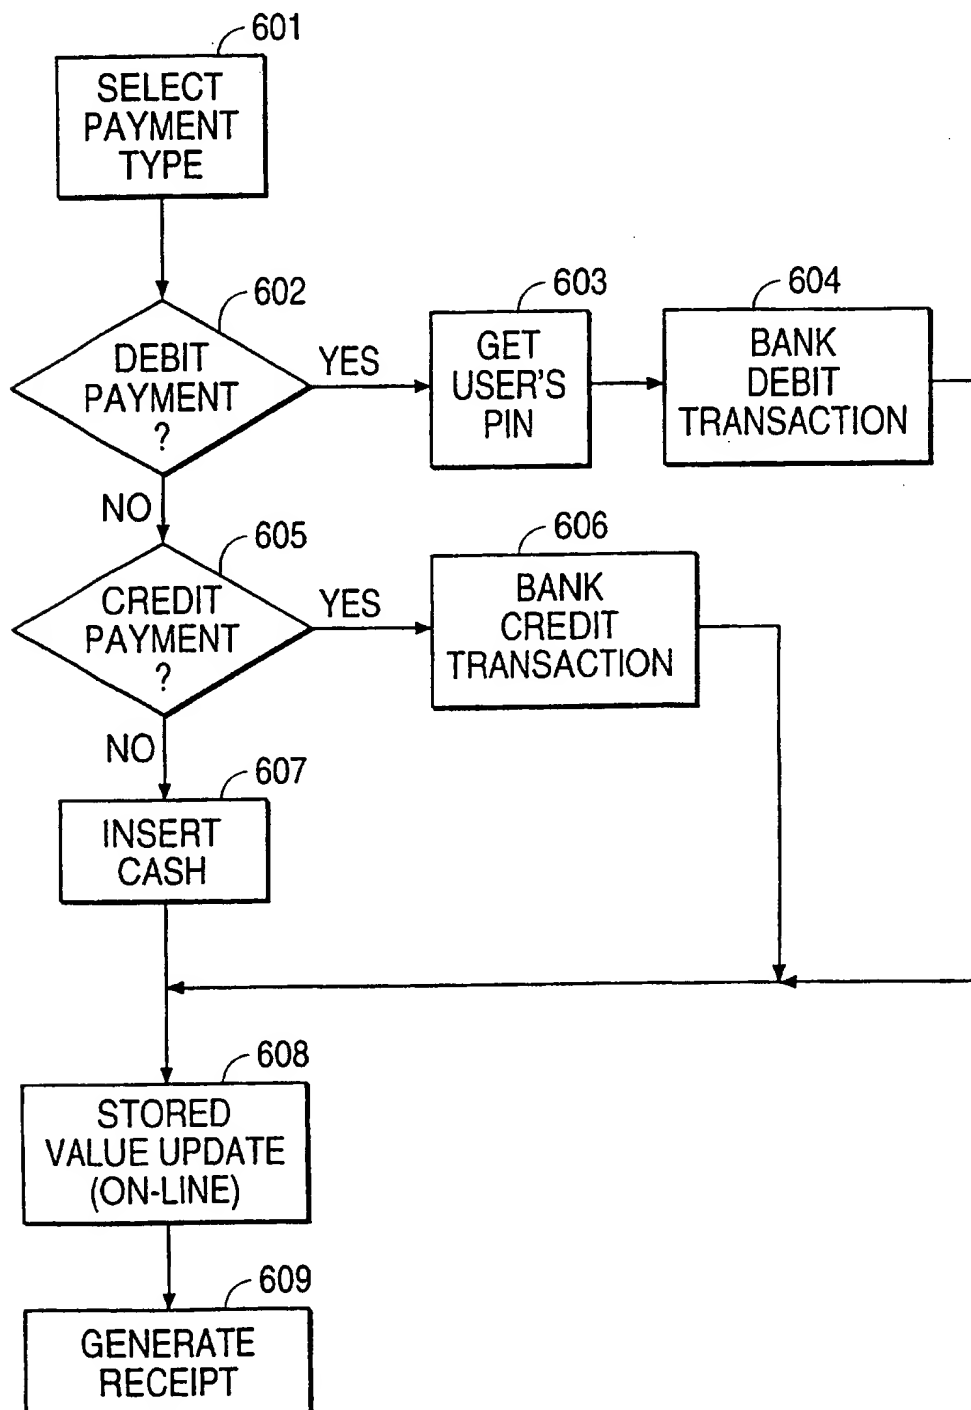 601
SELECT
PAYMENT
TYPE
602
DEBIT
PAYMENT
?
YES
603
GET
USER'S
PIN
604
BANK
DEBIT
TRANSACTION
NO
605
CREDIT
PAYMENT
?
YES
606
BANK
CREDIT
TRANSACTION
NO
607
INSERT
CASH
608
STORED
VALUE UPDATE
(ON-LINE)
609
GENERATE
RECEIPT